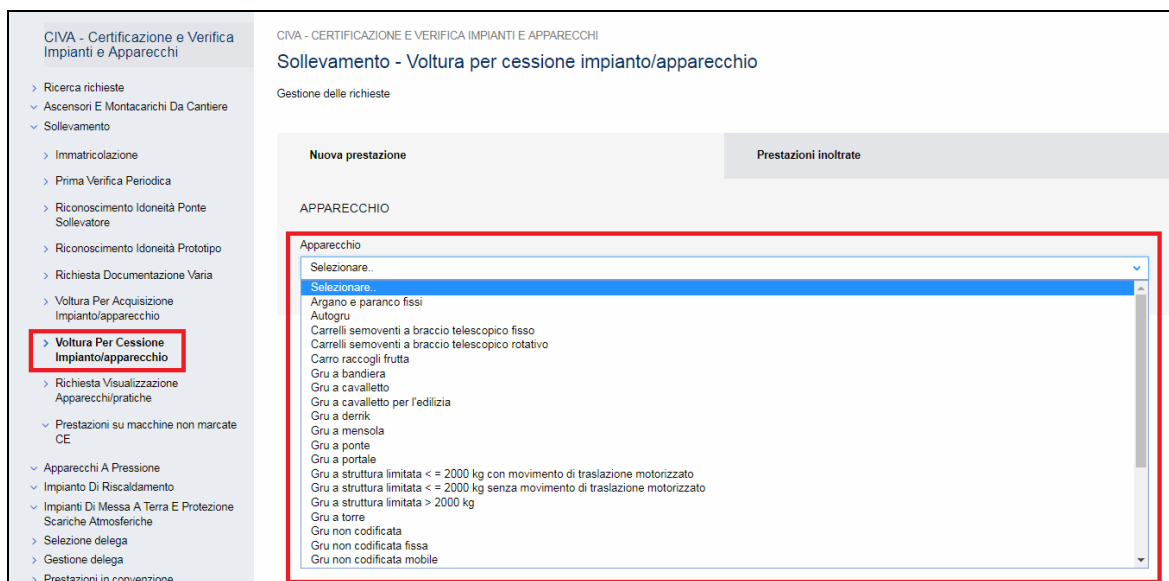 CIVA - Certificazione e Verifica
Impianti e Apparecchi
Ricerca richieste
Ascensori E Montacarichi Da Cantiere
Sollevamento
Immatricolazione
Prima Verifica Periodica
Riconoscimento Idoneità Ponte
Sollevatore
Riconoscimento Idoneità Prototipo
Richiesta Documentazione Varia
Voltura Per Acquisizione
Impianto/apparecchio
Voltura Per Cessione
Impianto/apparecchio
Richiesta Visualizzazione
Apparecchi/pratiche
Prestazioni su macchine non marcate
CE
Apparecchi A Pressione
Impianto Di Riscaldamento
Impianti Di Messa A Terra E Protezione
Scariche Atmosferiche
Selezione delega
Gestione delega
Prestazioni in convenzione
CIVA - CERTIFICAZIONE E VERIFICA IMPIANTI E APPARECCHI
Sollevamento - Voltura per cessione impianto/apparecchio
Gestione delle richieste
Nuova prestazione
Prestazioni inoltrate
APPARECCHIO
Apparecchio
Selezionare..
Selezionare..
Argano e paranco fissi
Autogru
Carrelli semoventi a braccio telescopico fisso
Carrelli semoventi a braccio telescopico rotativo
Carro raccogli frutta
Gru a bandiera
Gru a cavalletto
Gru a cavalletto per l'edilizia
Gru a derrik
Gru a mensola
Gru a ponte
Gru a portale
Gru a struttura limitata < = 2000 kg con movimento di traslazione motorizzato
Gru a struttura limitata < = 2000 kg senza movimento di traslazione motorizzato
Gru a struttura limitata > 2000 kg
Gru a torre
Gru non codificata
Gru non codificata fissa
Gru non codificata mobile